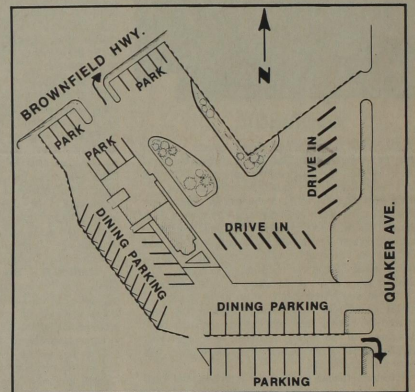 BROWNFIELD HWY.
PARK
PARK
PARK
N
DRIVE IN
DRIVE IN
DINING PARKING
QUAKER AVE.
DINING PARKING
PARKING